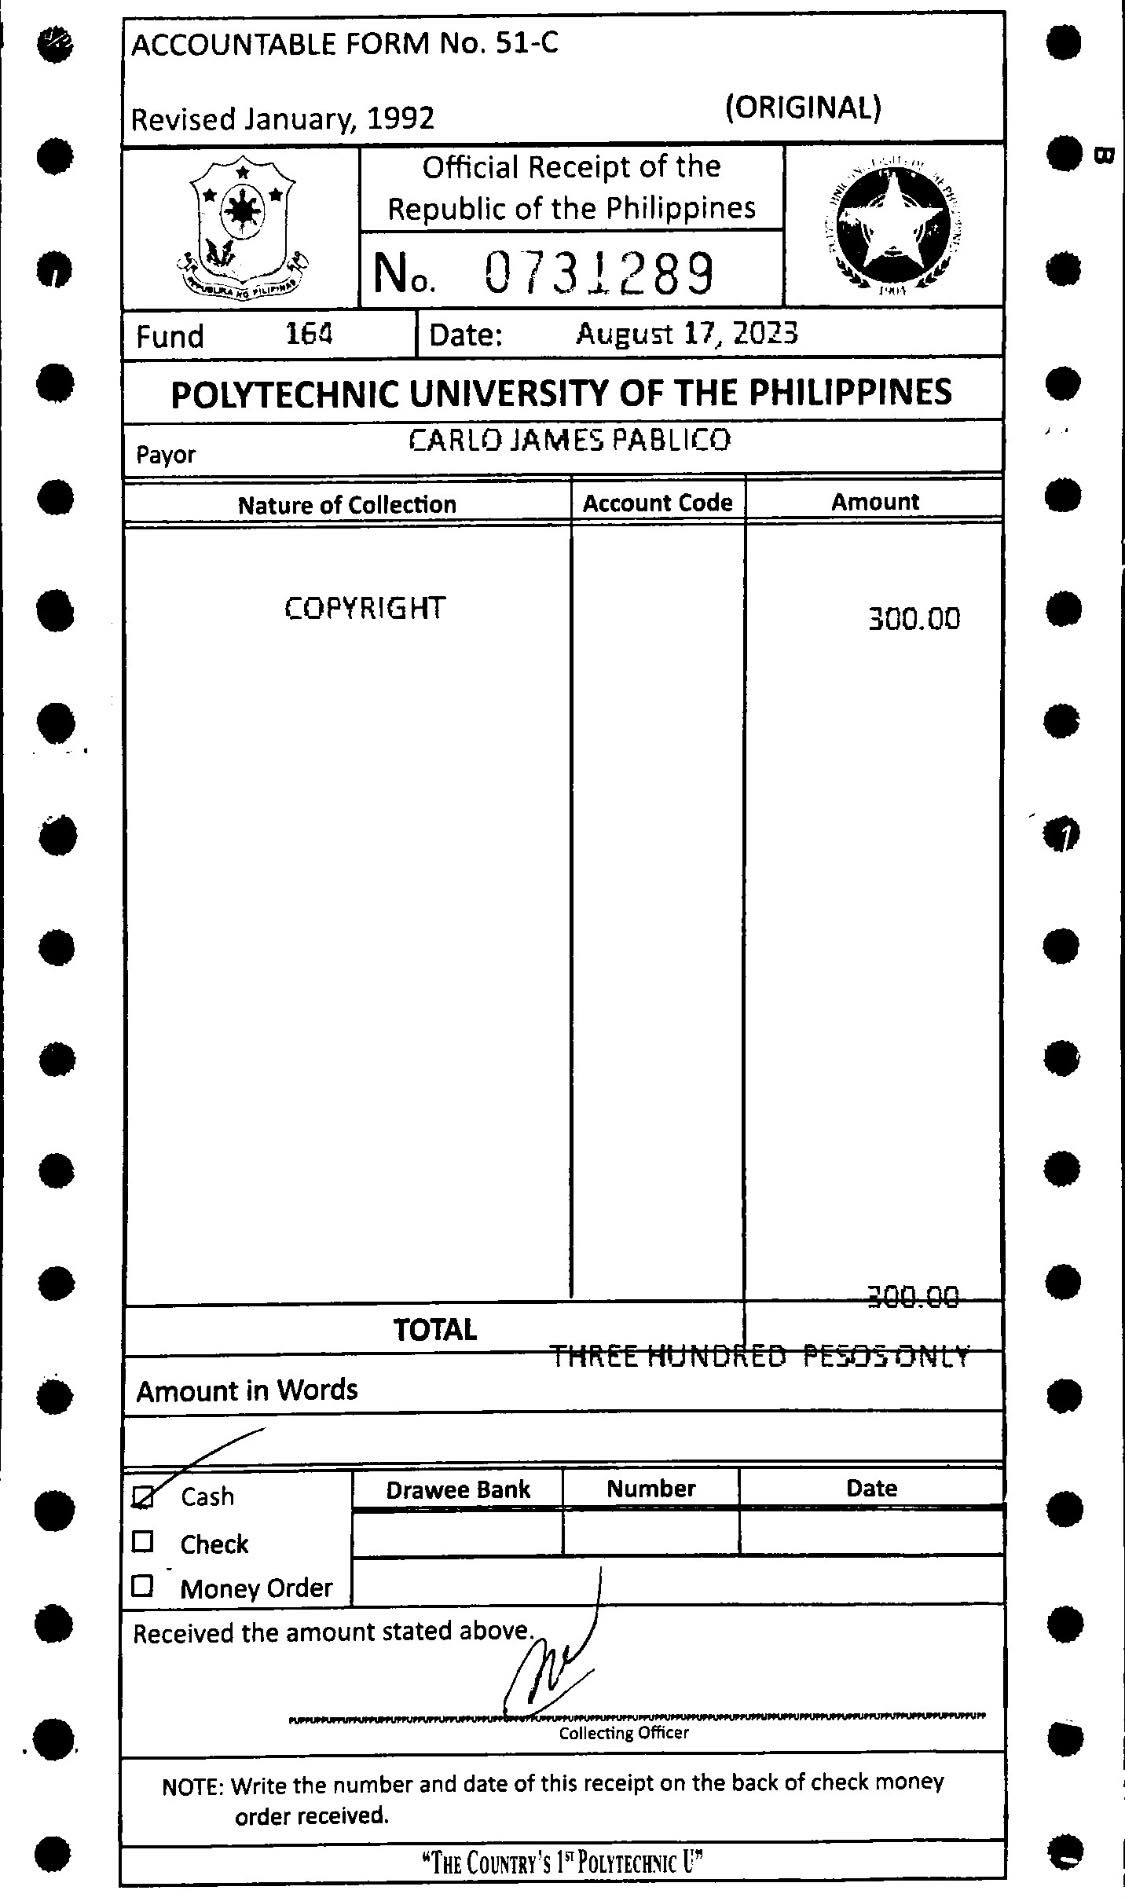 ACCOUNTABLE FORM No. 51-C
Revised January, 1992
(ORIGINAL)
B
Official Receipt of the
Republic of the Philippines
No. 0731289
REPUBLIKA NG PILIPINAS
1904
Fund 164 Date: August 17, 2023
POLYTECHNIC UNIVERSITY OF THE PHILIPPINES
Payor CARLO JAMES PABLICO
Nature of Collection Account Code Amount
COPYRIGHT 300.00
300.00
TOTAL
THREE HUNDRED PESOS ONLY
Amount in Words
Cash Drawee Bank Number Date
Check
Money Order
Received the amount stated above.
Collecting Officer
NOTE: Write the number and date of this receipt on the back of check money
order received.
"THE COUNTRY'S 1ST POLYTECHNIC U"